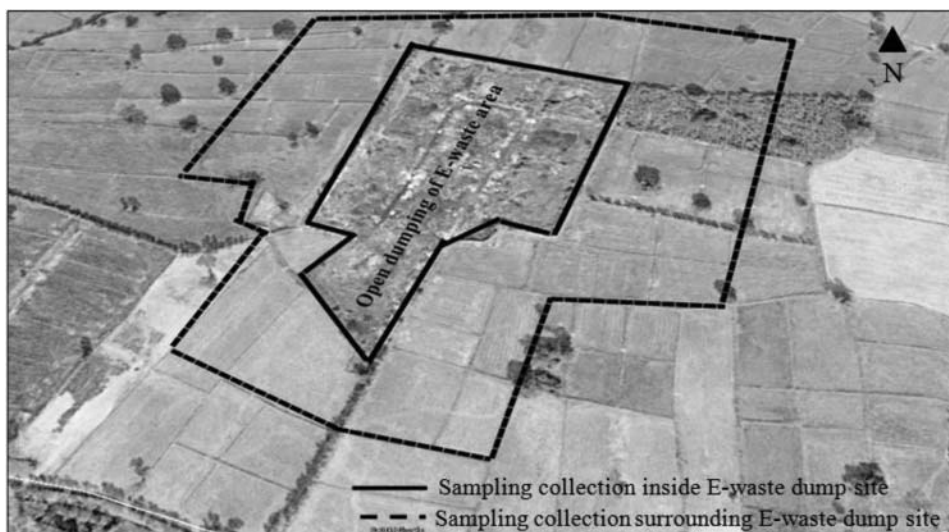 N
Open dumping of E-waste area
Sampling collection inside E-waste dump site
Sampling collection surrounding E-waste dump site